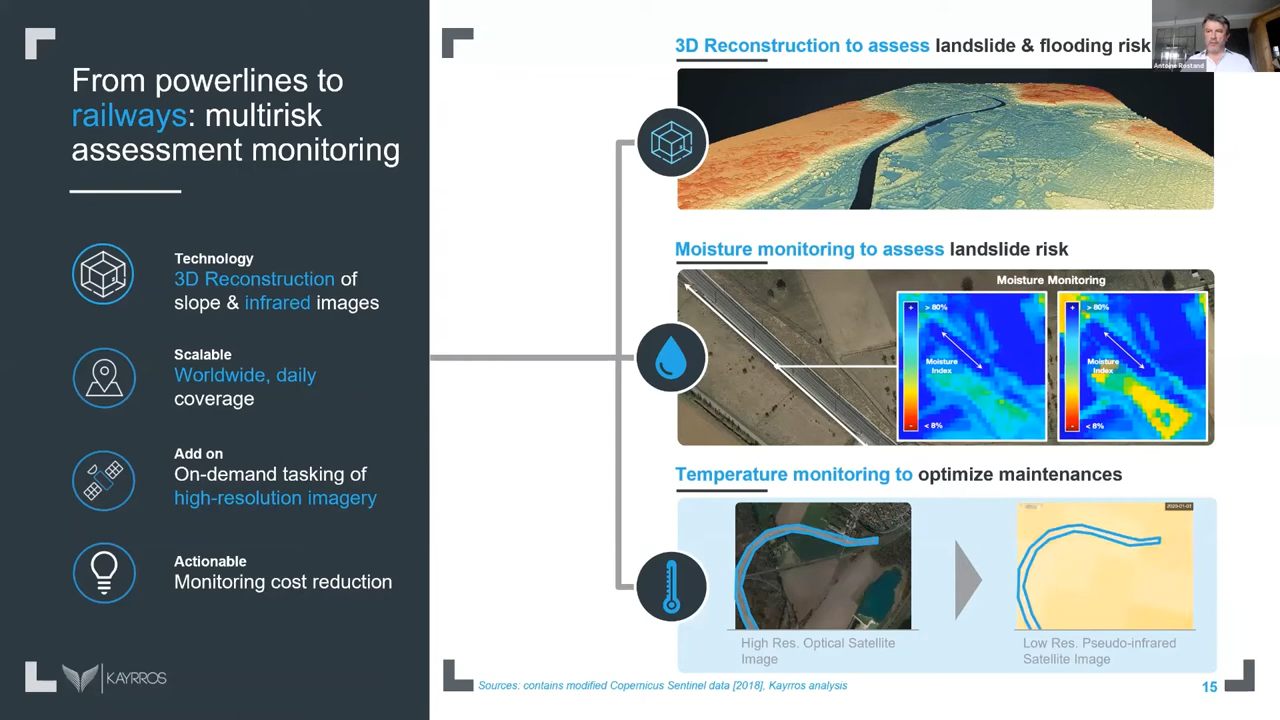 From powerlines to
railways: multirisk
assessment monitoring
Technology
3D Reconstruction of
slope & infrared images
Scalable
Worldwide, daily
coverage
Add on
On-demand tasking of
high-resolution imagery
Actionable
Monitoring cost reduction
KAYRROS
3D Reconstruction to assess landslide & flooding risk
Antoine Rostand
Moisture monitoring to assess landslide risk
Moisture Monitoring
+ > 80%
Moisture
Index
- < 8%
+ > 80%
Moisture
Index
- < 8%
Temperature monitoring to optimize maintenances
High Res. Optical Satellite
Image
Low Res. Pseudo-infrared
Satellite Image
Sources: contains modified Copernicus Sentinel data [2018], Kayrros analysis
15